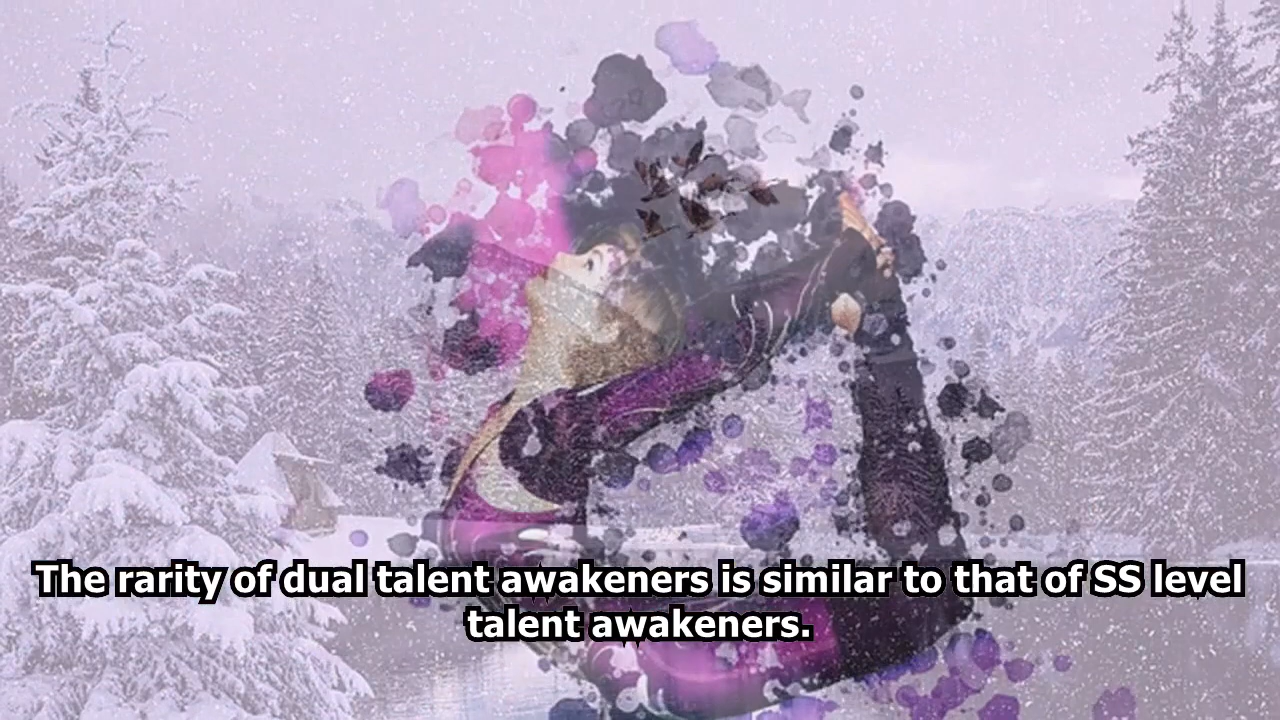 The rarity of dual talent awakeners is similar to that of SS level
talent awakeners.